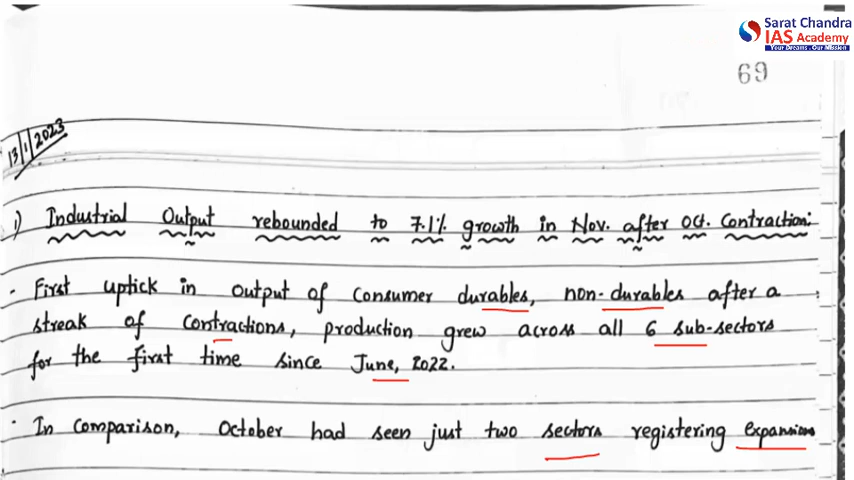 Sarat Chandra
IAS Academy
Your Dreams. Our Mission
69
13/1/2023
1) Industrial Output rebounded to 7.1% growth in Nov. after Oct. Contraction:
· First uptick in output of consumer durables, non-durables after a
streak of contractions, production grew across all 6 sub-sectors
for the first time since June, 2022.
· In comparison, October had seen just two sectors registering expansion